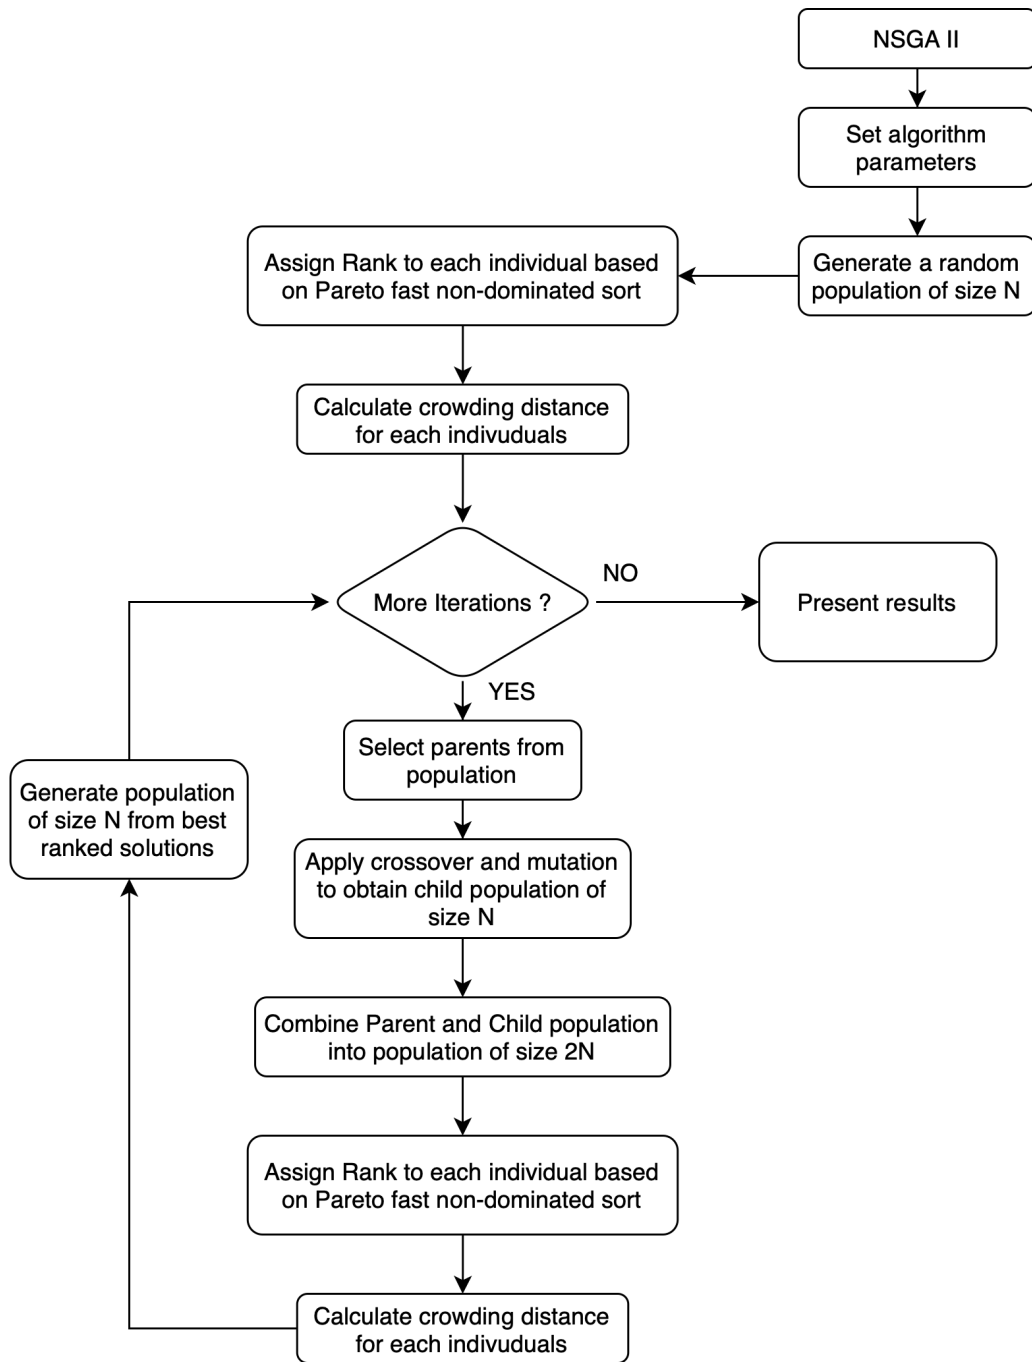 NSGA II
Set algorithm
parameters
Generate a random
population of size N
Assign Rank to each individual based
on Pareto fast non-dominated sort
Calculate crowding distance
for each indivuduals
More Iterations ?
NO
Present results
YES
Select parents from
population
Apply crossover and mutation
to obtain child population of
size N
Combine Parent and Child population
into population of size 2N
Assign Rank to each individual based
on Pareto fast non-dominated sort
Calculate crowding distance
for each indivuduals
Generate population
of size N from best
ranked solutions